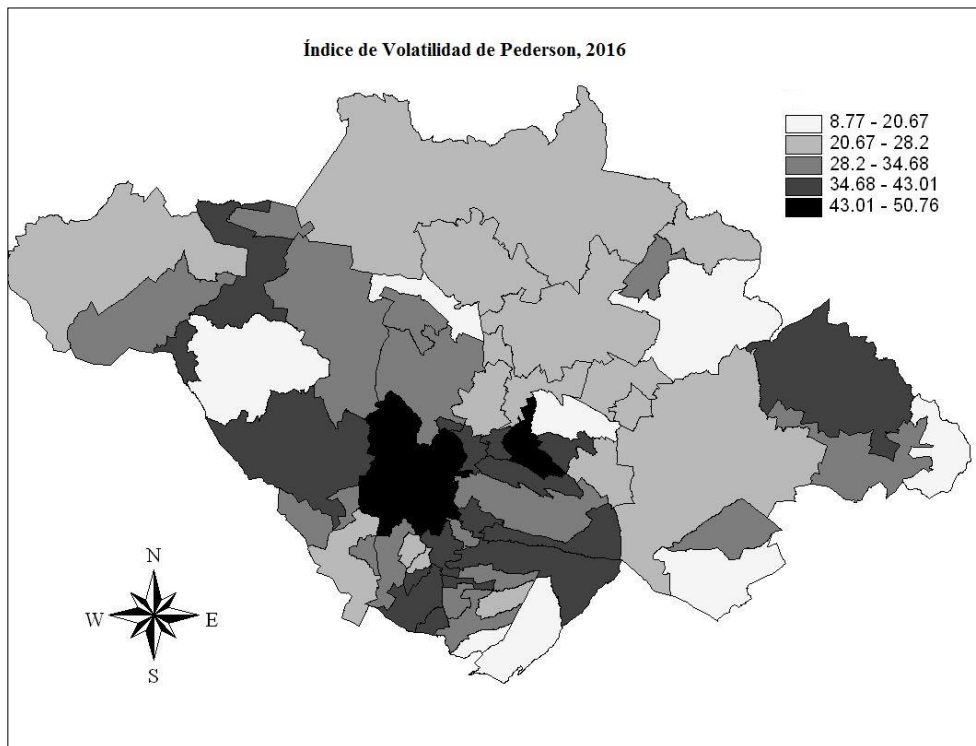 Índice de Volatilidad de Pederson, 2016
8.77 - 20.67
20.67 - 28.2
28.2 - 34.68
34.68 - 43.01
43.01 - 50.76
N
W E
S